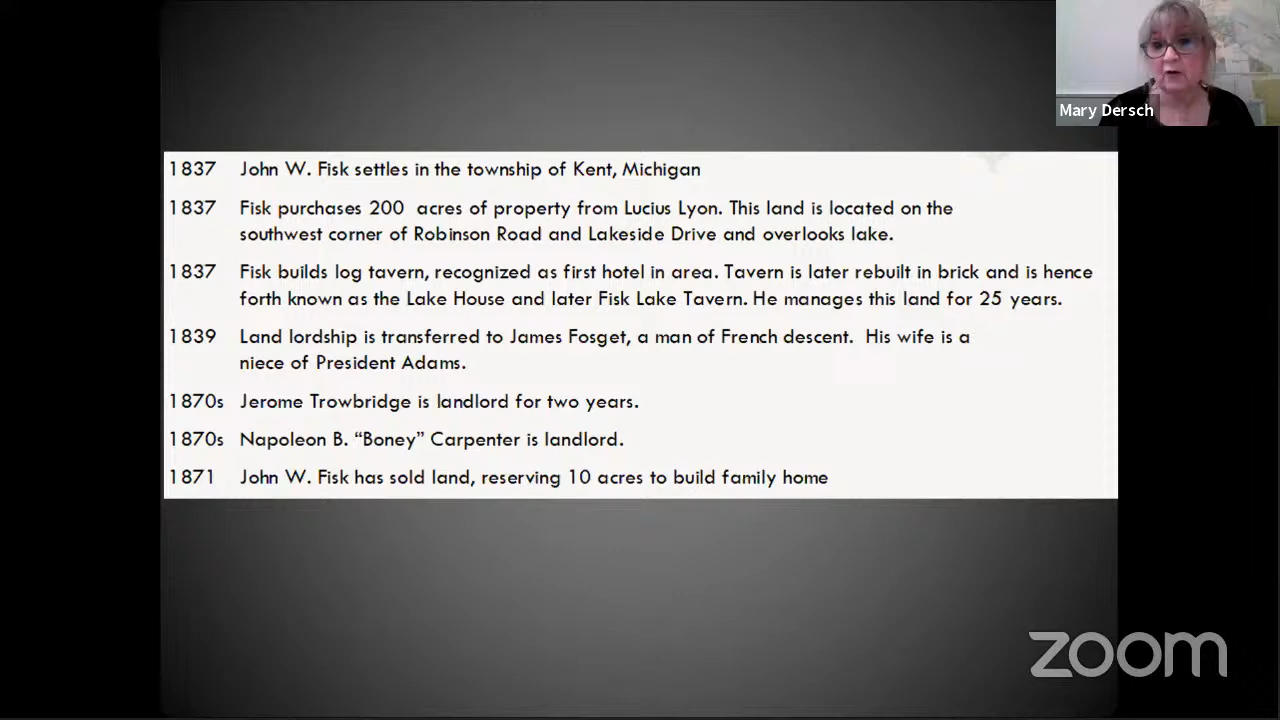 Mary Dersch
1837 John W. Fisk settles in the township of Kent, Michigan
1837 Fisk purchases 200 acres of property from Lucius Lyon. This land is located on the
southwest corner of Robinson Road and Lakeside Drive and overlooks lake.
1837 Fisk builds log tavern, recognized as first hotel in area. Tavern is later rebuilt in brick and is hence
forth known as the Lake House and later Fisk Lake Tavern. He manages this land for 25 years.
1839 Land lordship is transferred to James Fosget, a man of French descent. His wife is a
niece of President Adams.
1870s Jerome Trowbridge is landlord for two years.
1870s Napoleon B. “Boney” Carpenter is landlord.
1871 John W. Fisk has sold land, reserving 10 acres to build family home
zoom